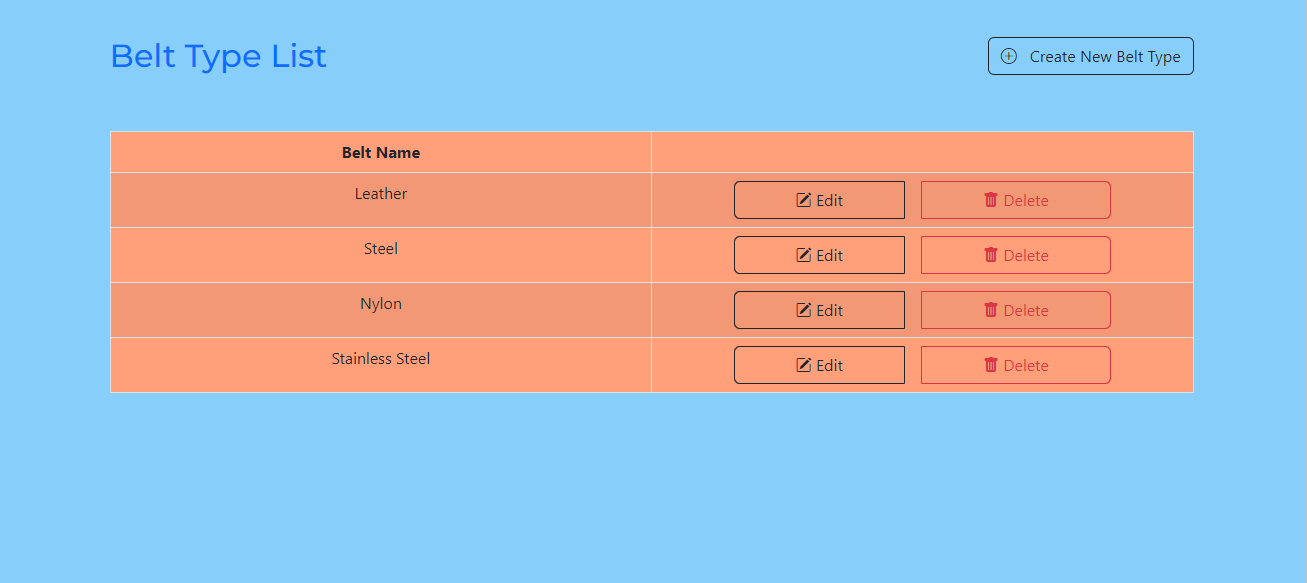 Belt Type List
Create New Belt Type
Belt Name
Leather Edit Delete
Steel Edit Delete
Nylon Edit Delete
Stainless Steel Edit Delete